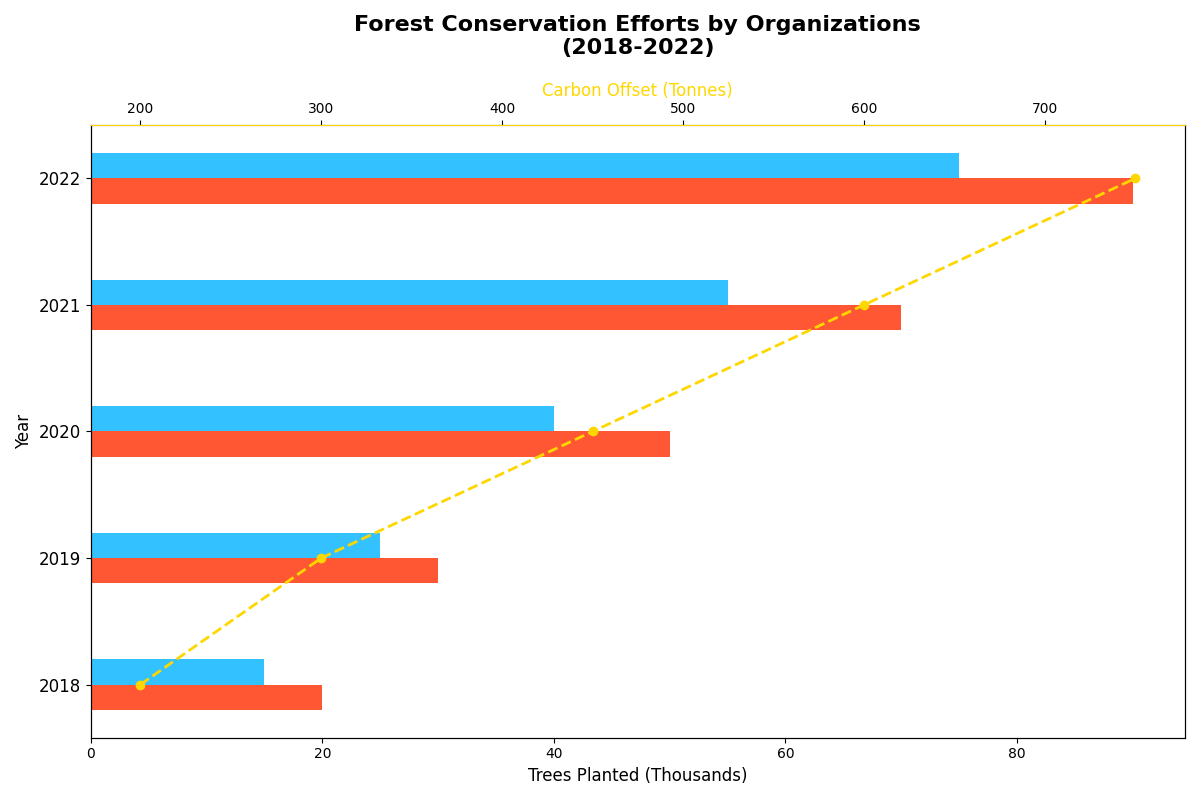 Forest Conservation Efforts by Organizations
(2018-2022)
Carbon Offset (Tonnes)
200 300 400 500 600 700
2022
2021
2020
2019
2018
Year
0 20 40 60 80
Trees Planted (Thousands)